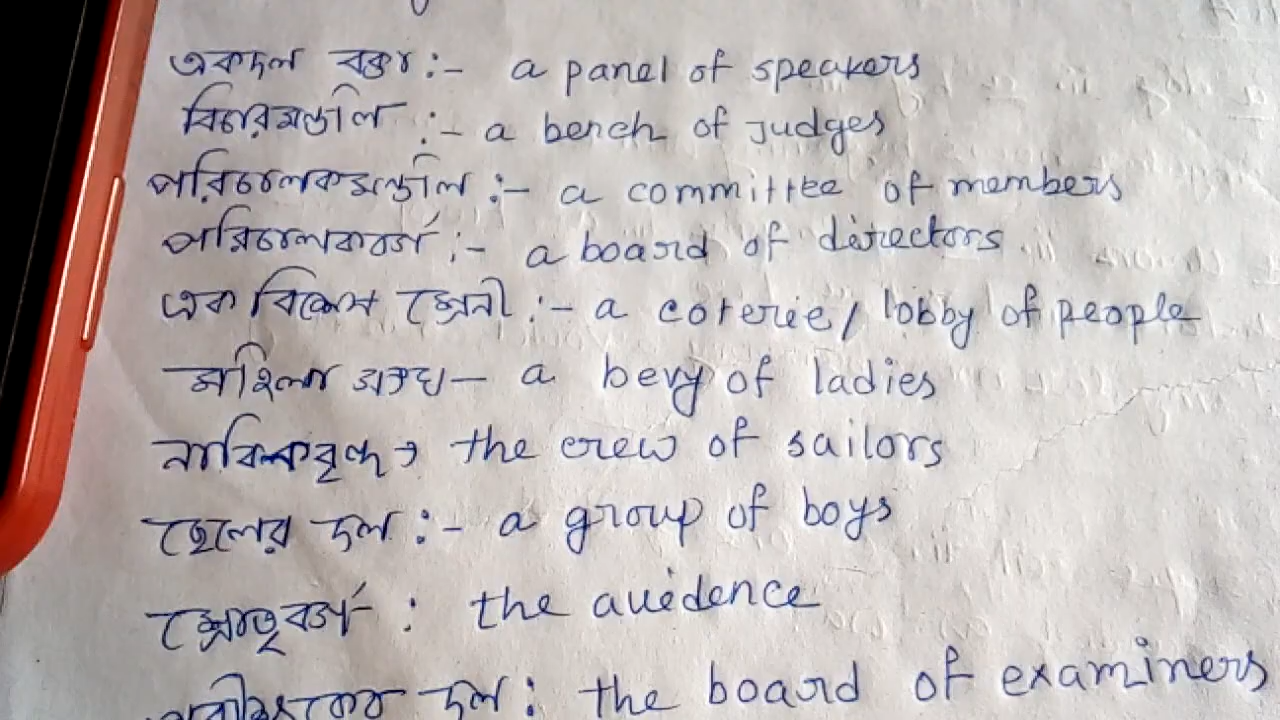 একদল বক্তা :- a panel of speakers
বিচারমণ্ডলি :- a bench of Judges
পরিচালকমণ্ডলি :- a committee of members
পরিচালকবর্গ :- a board of directors
এক বিশেষ শ্রেনী :- a coterie / lobby of people
মহিলা সঙ্ঘ — a bevy of ladies
নাবিকবৃন্দ → the crew of sailors
ছেলের দল :- a group of boys
শ্রোতৃবর্গ : the auidence
পরীক্ষকের দল : the board of examiners